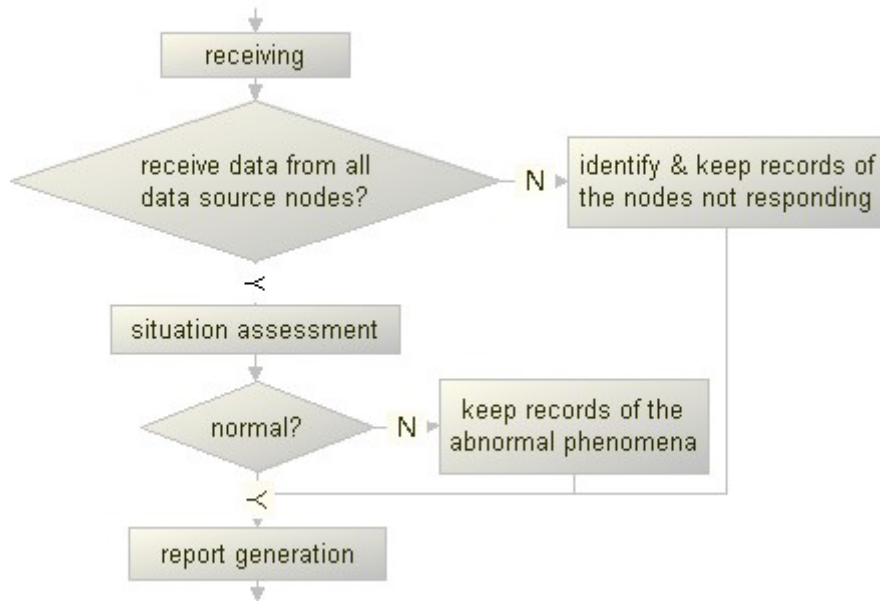 receiving
receive data from all
data source nodes?
N
identify & keep records of
the nodes not responding
Y
situation assessment
normal?
N
keep records of the
abnormal phenomena
Y
report generation